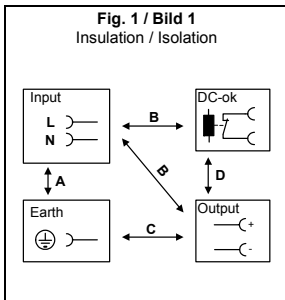 Fig. 1 / Bild 1
Insulation / Isolation
Input
DC-ok
L
N
B
A
B
D
Earth
C
Output
+
-